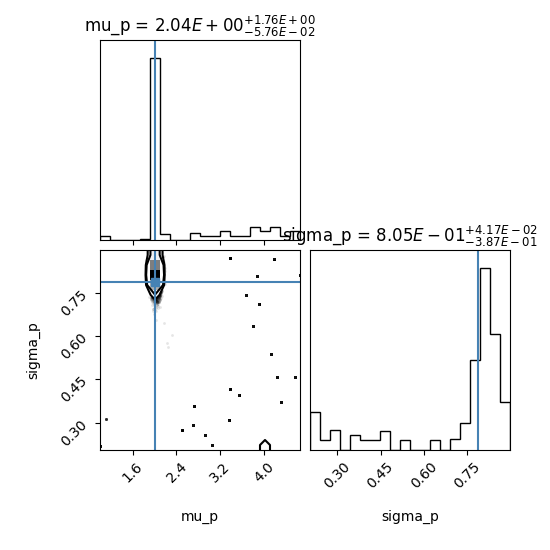 mu_p = 2.04E + 00 +1.76E + 00 −5.76E − 02
sigma_p = 8.05E − 01 +4.17E − 02 −3.87E − 01
0.75
0.60
0.45
0.30
sigma_p
1.6 2.4 3.2 4.0
0.30 0.45 0.60 0.75
mu_p
sigma_p